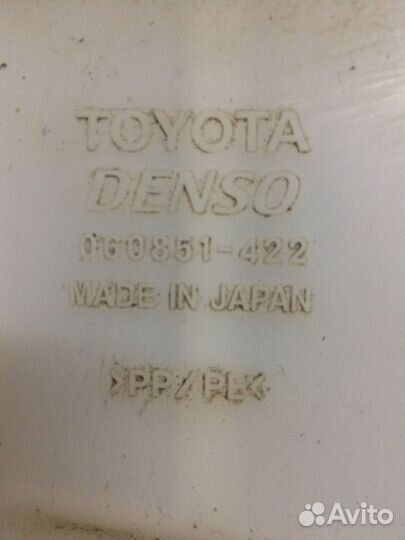 TOYOTA
DENSO
060851-422
MADE IN JAPAN
>PP/PE<
Avito